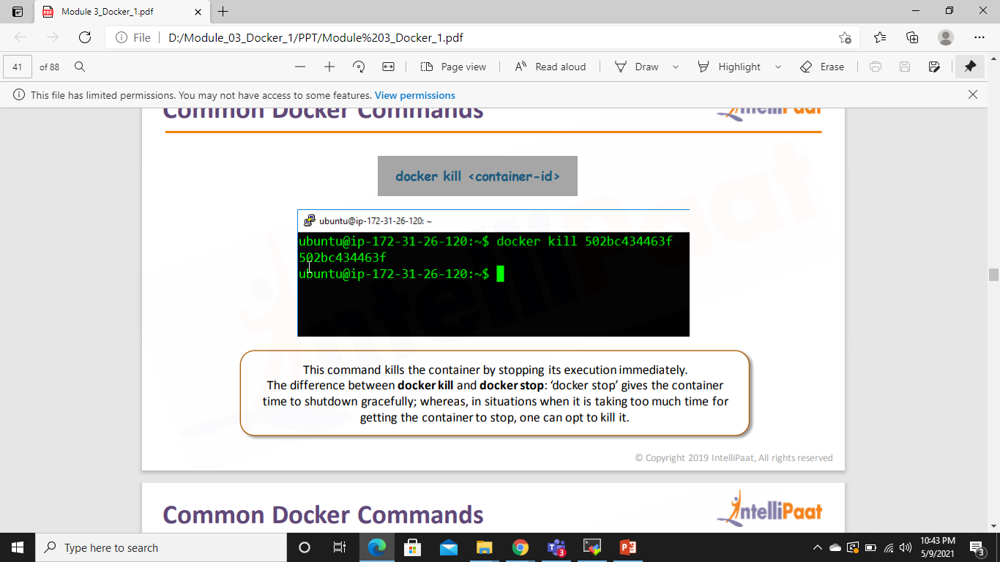 Module 3_Docker_1.pdf
File
D:/Module_03_Docker_1/PPT/Module%203_Docker_1.pdf
41 of 88
Page view
Read aloud
Draw
Highlight
Erase
This file has limited permissions. You may not have access to some features. View permissions
Common Docker Commands
IntelliPaat
docker kill <container-id>
ubuntu@ip-172-31-26-120: ~
ubuntu@ip-172-31-26-120:~$ docker kill 502bc434463f
502bc434463f
ubuntu@ip-172-31-26-120:~$
This command kills the container by stopping its execution immediately.
The difference between docker kill and docker stop: ‘docker stop’ gives the container
time to shutdown gracefully; whereas, in situations when it is taking too much time for
getting the container to stop, one can opt to kill it.
© Copyright 2019 IntelliPaat, All rights reserved
Common Docker Commands
IntelliPaat
Type here to search
3
10:43 PM
5/9/2021
3